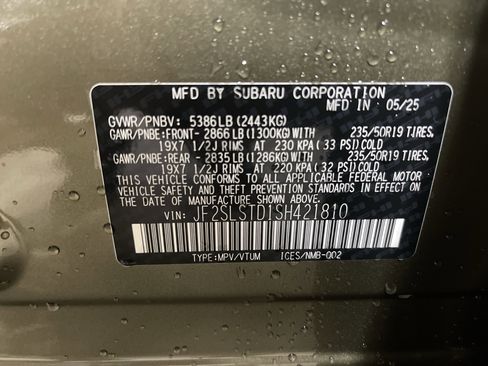 MFD BY SUBARU CORPORATION
MFD IN 05/25
GVWR/PNBV: 5386LB(2443KG)
GAWR/PNBE:FRONT- 2866LB(1300KG)WITH 235/50R19 TIRES,
19X7 1/2J RIMS AT 230 KPA(33 PSI)COLD
GAWR/PNBE:REAR - 2835LB(1286KG)WITH 235/50R19 TIRES,
19X7 1/2J RIMS AT 220 KPA(32 PSI)COLD
THIS VEHICLE CONFORMS TO ALL APPLICABLE FEDERAL MOTOR
VEHICLE SAFETY AND THEFT PREVENTION STANDARDS IN EFFECT
ON THE DATE OF MANUFACTURE SHOWN ABOVE.
VIN: JF2SLSTD1SH421810
TYPE:MPV/VTUM ICES/NMB-002